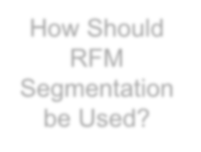 How Should
RFM
Segmentation
be Used?